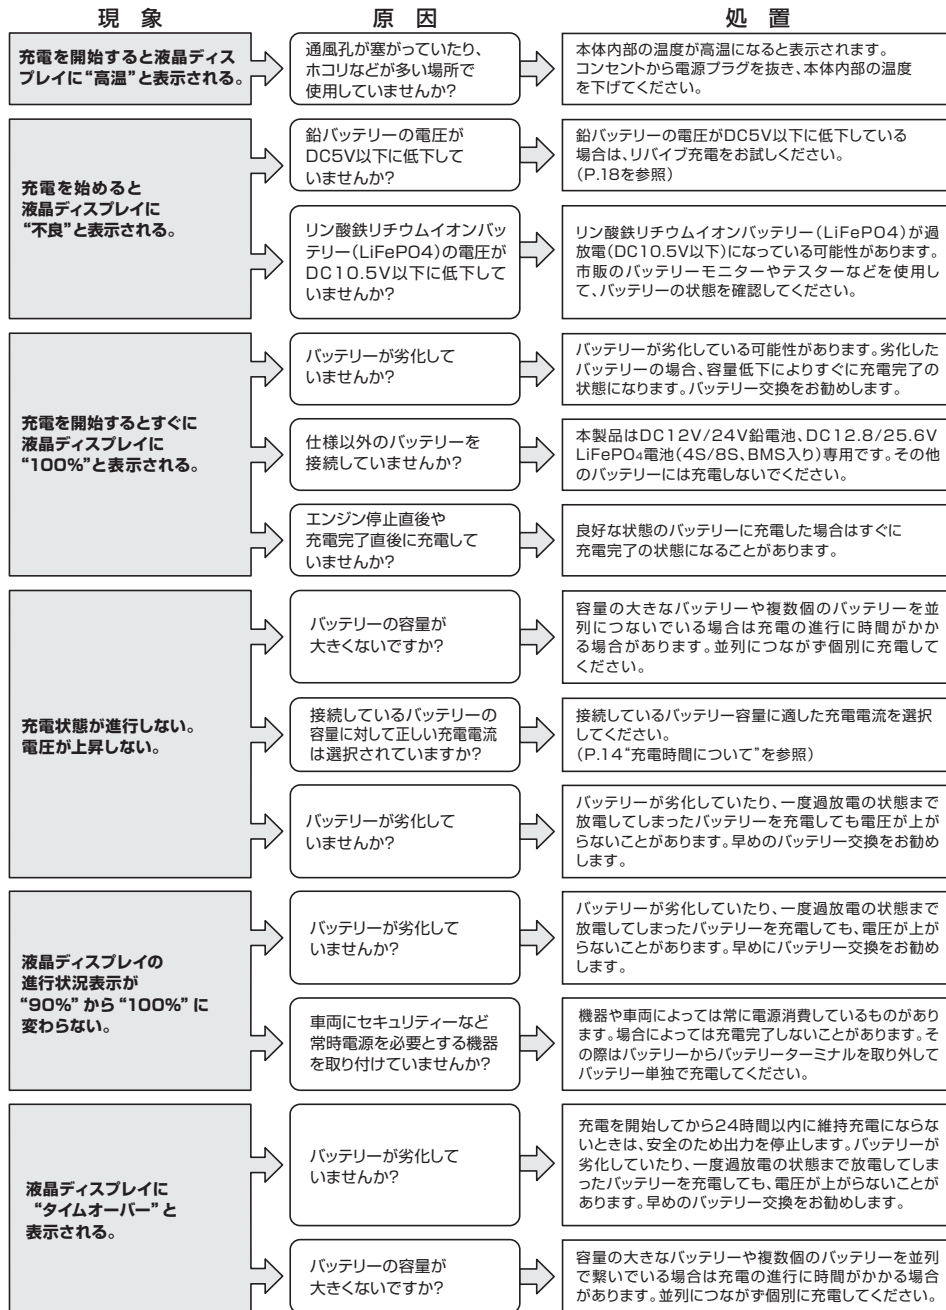 現 象
原 因
処 置
充電を開始すると液晶ディス
プレイに“高温”と表示される。
通風孔が塞がっていたり、
ホコリなどが多い場所で
使用していませんか?
本体内部の温度が高温になると表示されます。
コンセントから電源プラグを抜き、本体内部の温度
を下げてください。
充電を始めると
液晶ディスプレイに
“不良”と表示される。
鉛バッテリーの電圧が
DC5V以下に低下して
いませんか?
鉛バッテリーの電圧がDC5V以下に低下している
場合は、リバイブ充電をお試しください。
(P.18を参照)
リン酸鉄リチウムイオンバッ
テリー(LiFePO4)の電圧が
DC10.5V以下に低下して
いませんか?
リン酸鉄リチウムイオンバッテリー(LiFePO4)が過
放電(DC10.5V以下)になっている可能性があります。
市販のバッテリーモニターやテスターなどを使用し
て、バッテリーの状態を確認してください。
充電を開始するとすぐに
液晶ディスプレイに
“100%”と表示される。
バッテリーが劣化して
いませんか?
バッテリーが劣化している可能性があります。劣化した
バッテリーの場合、容量低下によりすぐに充電完了の
状態になります。バッテリー交換をお勧めします。
仕様以外のバッテリーを
接続していませんか?
本製品はDC12V/24V鉛電池、DC12.8/25.6V
LiFePO₄電池(4S/8S、BMS入り)専用です。その他
のバッテリーには充電しないでください。
エンジン停止直後や
充電完了直後に充電して
いませんか?
良好な状態のバッテリーに充電した場合はすぐに
充電完了の状態になることがあります。
充電状態が進行しない。
電圧が上昇しない。
バッテリーの容量が
大きくないですか?
容量の大きなバッテリーや複数個のバッテリーを並
列につないでいる場合は充電の進行に時間がかか
る場合があります。並列につながず個別に充電して
ください。
接続しているバッテリーの
容量に対して正しい充電電流
は選択されていますか?
接続しているバッテリー容量に適した充電電流を選択
してください。
(P.14“充電時間について”を参照)
バッテリーが劣化して
いませんか?
バッテリーが劣化していたり、一度過放電の状態まで
放電してしまったバッテリーを充電しても電圧が上が
らないことがあります。早めのバッテリー交換をお勧め
します。
液晶ディスプレイの
進行状況表示が
“90%” から “100%” に
変わらない。
バッテリーが劣化して
いませんか?
バッテリーが劣化していたり、一度過放電の状態まで
放電してしまったバッテリーを充電しても、電圧が上が
らないことがあります。早めにバッテリー交換をお勧め
します。
車両にセキュリティーなど
常時電源を必要とする機器
を取り付けていませんか?
機器や車両によっては常に電源消費しているものがあり
ます。場合によっては充電完了しないことがあります。そ
の際はバッテリーからバッテリーターミナルを取り外して
バッテリー単独で充電してください。
液晶ディスプレイに
“タイムオーバー” と
表示される。
バッテリーが劣化して
いませんか?
充電を開始してから24時間以内に維持充電にならな
いときは、安全のため出力を停止します。バッテリーが
劣化していたり、一度過放電の状態まで放電してしま
ったバッテリーを充電しても、電圧が上がらないことが
あります。早めのバッテリー交換をお勧めします。
バッテリーの容量が
大きくないですか?
容量の大きなバッテリーや複数個のバッテリーを並列
で繋いでいる場合は充電の進行に時間がかかる場合
があります。並列につながず個別に充電してください。